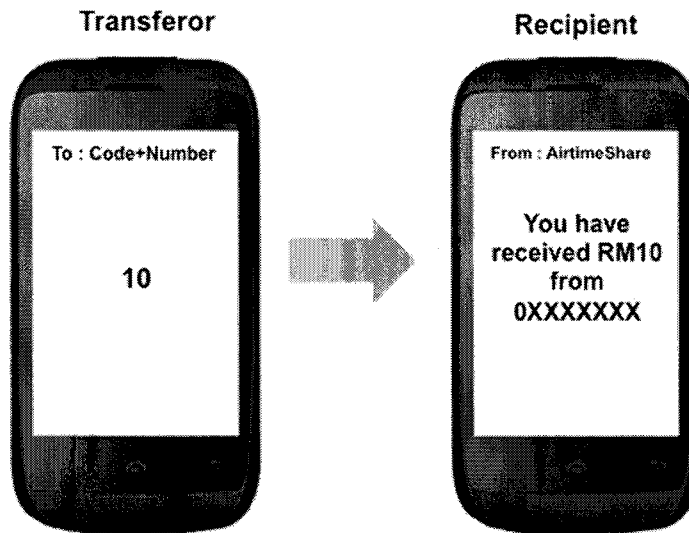 Transferor
Recipient
To : Code+Number
10
From : AirtimeShare
You have
received RM10
from
0XXXXXXX